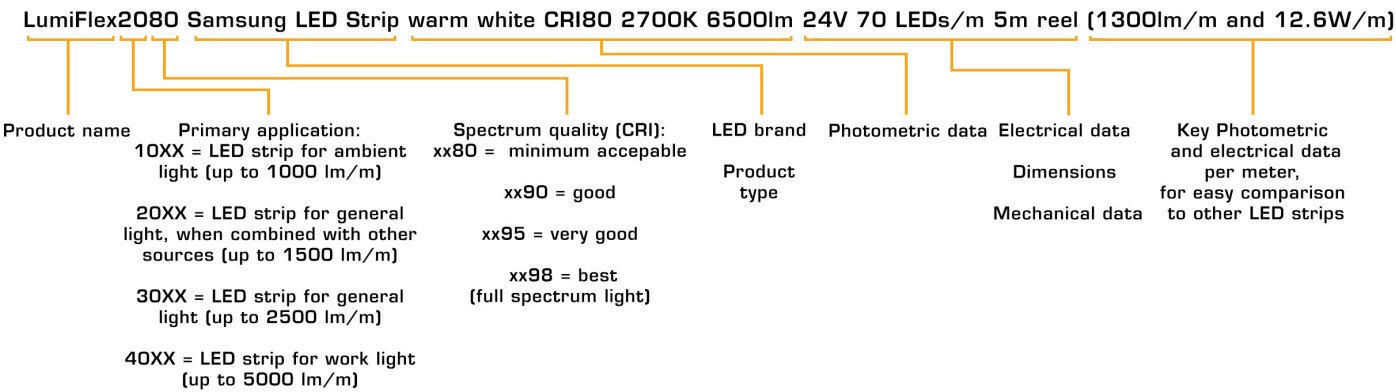 LumiFlex2080 Samsung LED Strip warm white CRI80 2700K 6500lm 24V 70 LEDs/m 5m reel (1300lm/m and 12.6W/m)
Product name
Primary application:
10XX = LED strip for ambient
light (up to 1000 lm/m)
20XX = LED strip for general
light, when combined with other
sources (up to 1500 lm/m)
30XX = LED strip for general
light (up to 2500 lm/m)
40XX = LED strip for work light
(up to 5000 lm/m)
Spectrum quality (CRI):
xx80 = minimum accepable
xx90 = good
xx95 = very good
xx98 = best
(full spectrum light)
LED brand
Product
type
Photometric data
Electrical data
Dimensions
Mechanical data
Key Photometric
and electrical data
per meter,
for easy comparison
to other LED strips